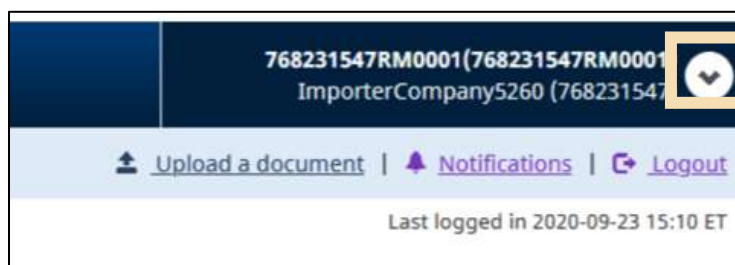 768231547RM0001(768231547RM0001
ImporterCompany5260 (768231547
Upload a document | Notifications | Logout
Last logged in 2020-09-23 15:10 ET